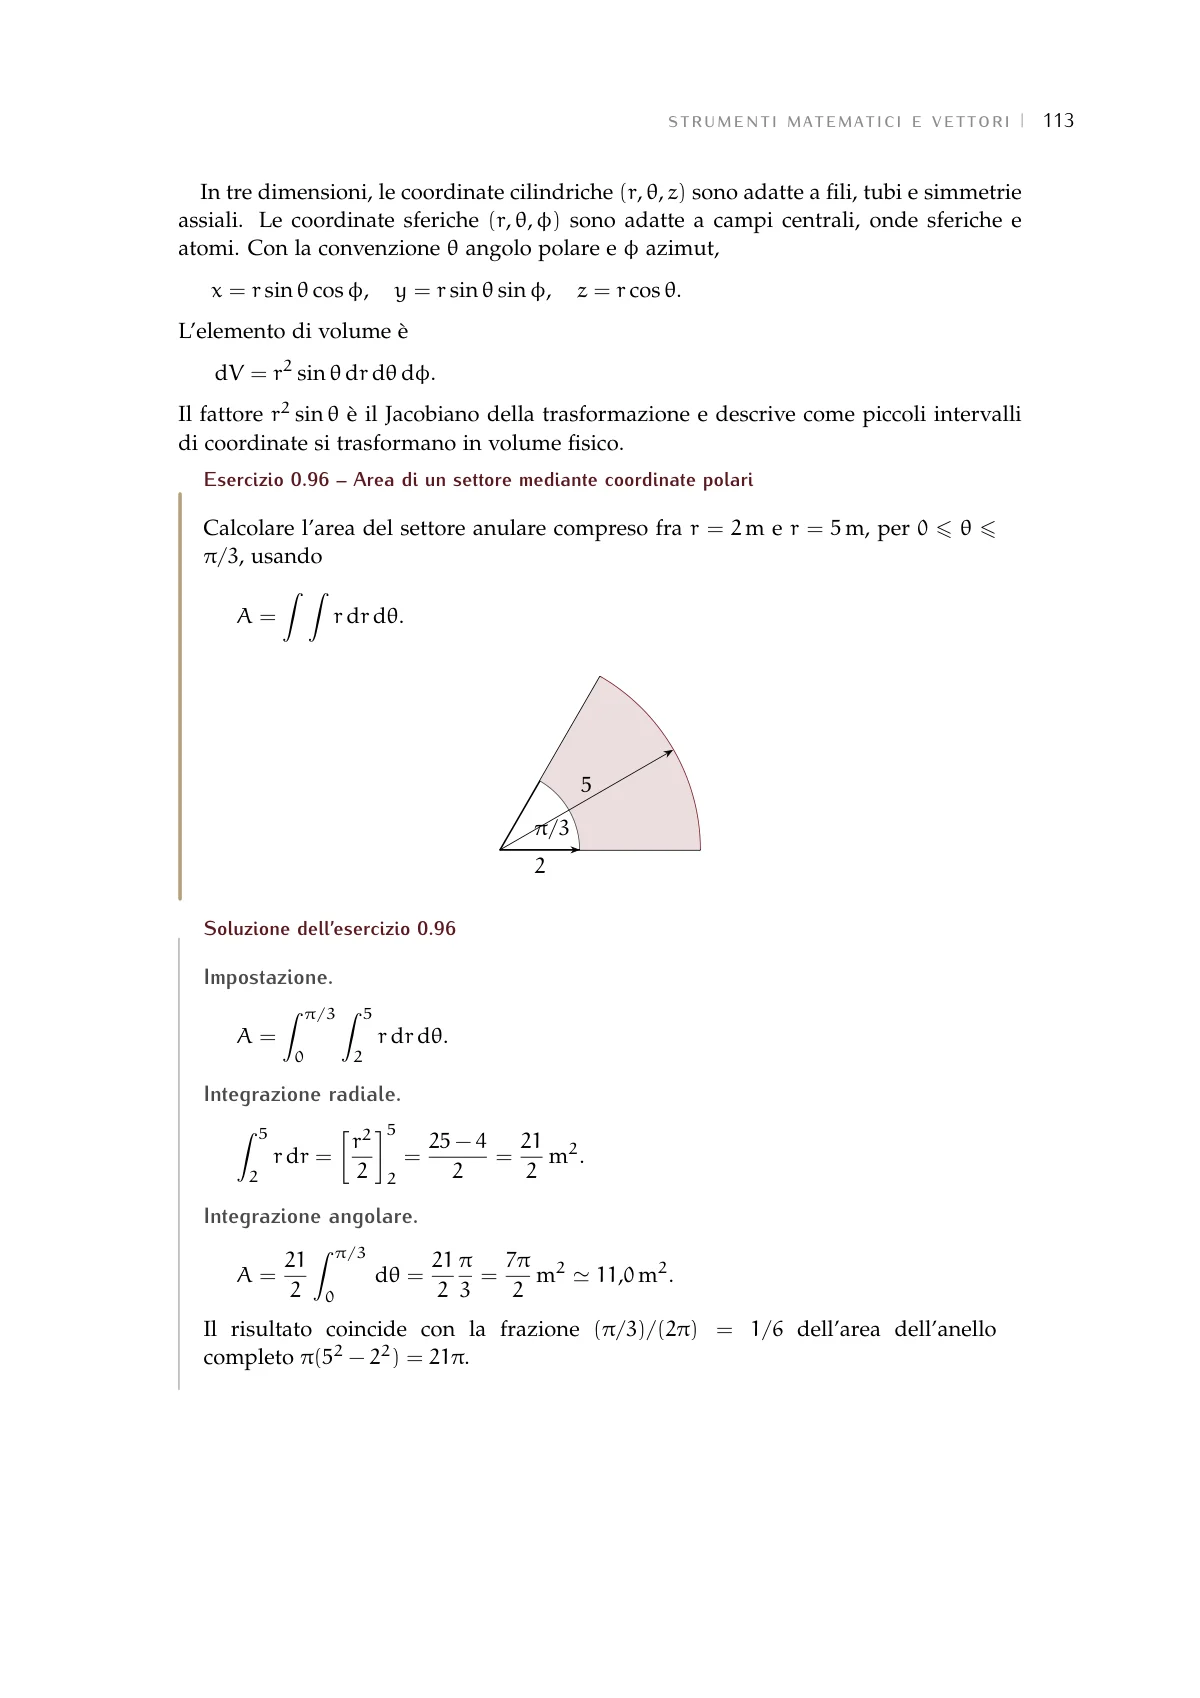 STRUMENTI MATEMATICI E VETTORI | 113
In tre dimensioni, le coordinate cilindriche (r, θ, z) sono adatte a fili, tubi e simmetrie
assiali. Le coordinate sferiche (r, θ, ϕ) sono adatte a campi centrali, onde sferiche e
atomi. Con la convenzione θ angolo polare e ϕ azimut,
x = r sin θ cos ϕ, y = r sin θ sin ϕ, z = r cos θ.
L'elemento di volume è
dV = r² sin θ dr dθ dϕ.
Il fattore r² sin θ è il Jacobiano della trasformazione e descrive come piccoli intervalli
di coordinate si trasformano in volume fisico.
Esercizio 0.96 – Area di un settore mediante coordinate polari
Calcolare l'area del settore anulare compreso fra r = 2 m e r = 5 m, per 0 ⩽ θ ⩽
π/3, usando
A = ∫ ∫ r dr dθ.
5
π/3
2
Soluzione dell'esercizio 0.96
Impostazione.
A = ∫₀^{π/3} ∫₂^5 r dr dθ.
Integrazione radiale.
∫₂^5 r dr = [r²/2]₂^5 = (25 − 4)/2 = 21/2 m².
Integrazione angolare.
A = 21/2 ∫₀^{π/3} dθ = 21/2 π/3 = 7π/2 m² ≃ 11,0 m².
Il risultato coincide con la frazione (π/3)/(2π) = 1/6 dell'area dell'anello
completo π(5² − 2²) = 21π.